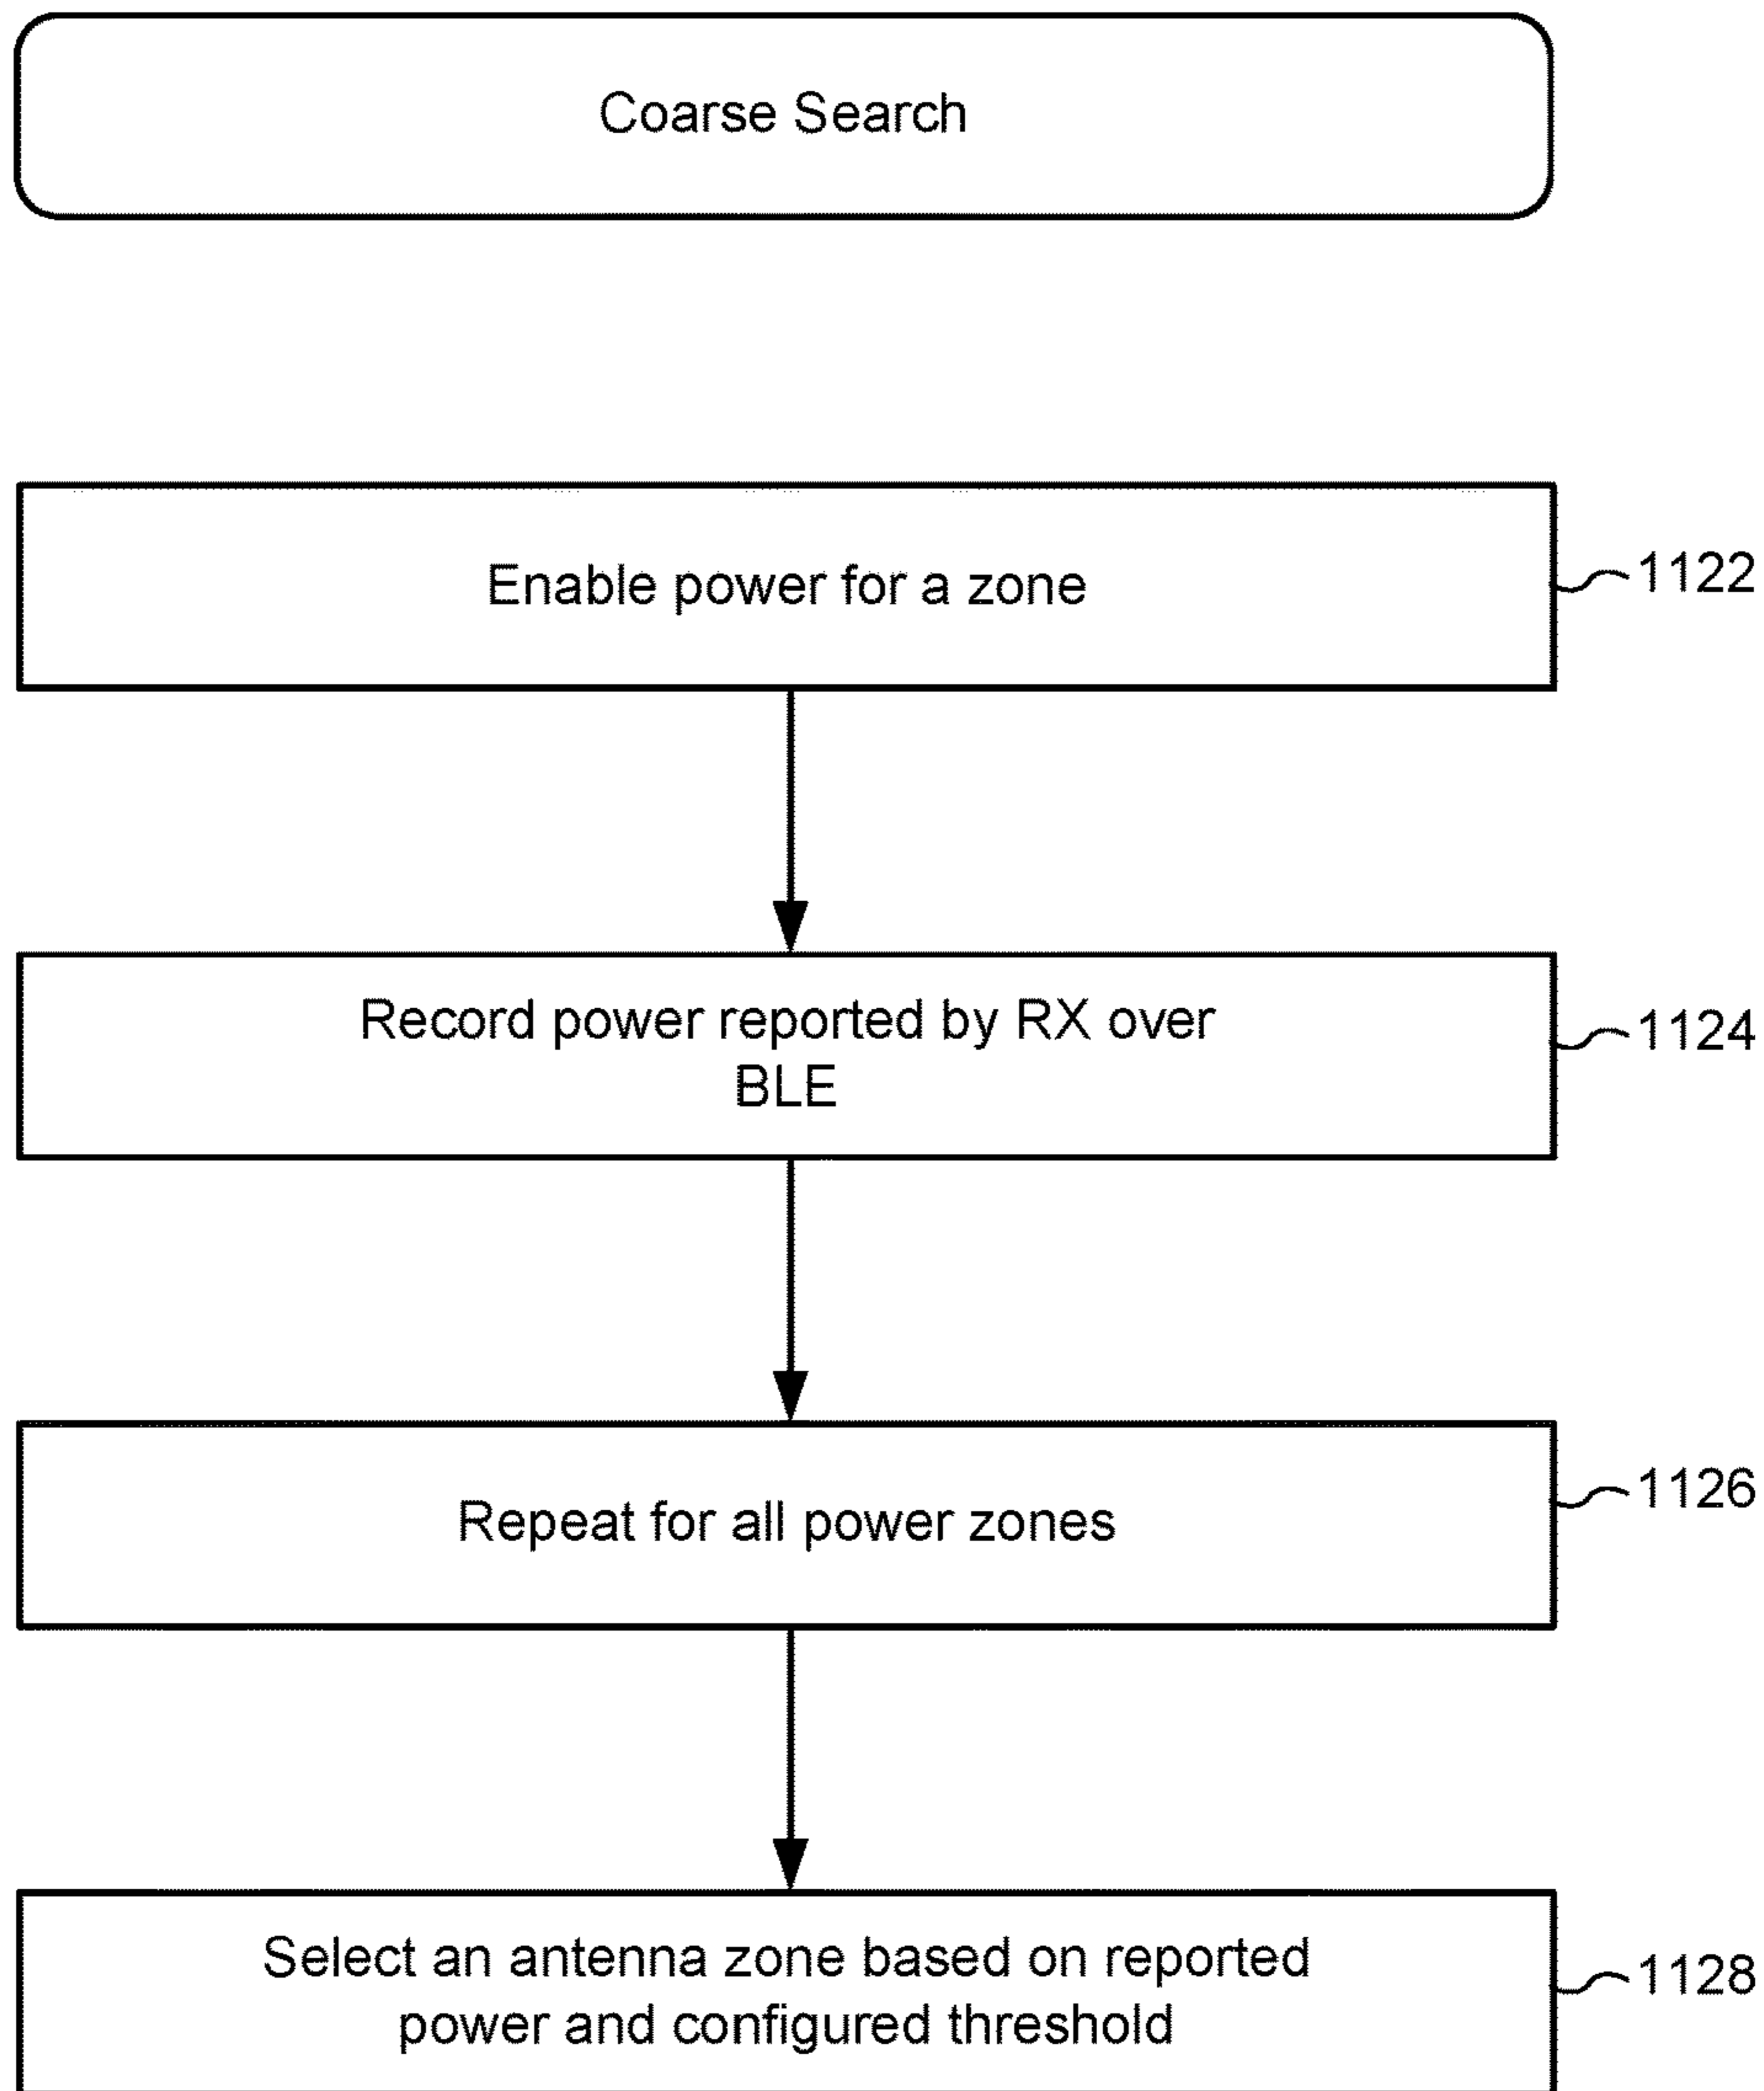 Coarse Search
Enable power for a zone
1122
Record power reported by RX over
BLE
1124
Repeat for all power zones
1126
Select an antenna zone based on reported
power and configured threshold
1128